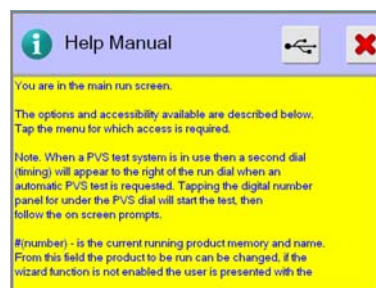 Help Manual
You are in the main run screen.
The options and accessibility available are described below.
Tap the menu for which access is required.
Note. When a PVS test system is in use then a second dial
(timing) will appear to the right of the run dial when an
automatic PVS test is requested. Tapping the digital number
panel for under the PVS dial will start the test, then
follow the on screen prompts.
#(number) - is the current running product memory and name.
From this field the product to be run can be changed, if the
wizard function is not enabled the user is presented with the